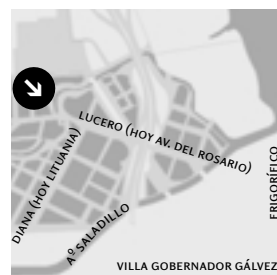 LUCERO (HOY AV. DEL ROSARIO)
DIANA (HOY LITUANIA)
Aº SALADILLO
FRIGORÍFICO
VILLA GOBERNADOR GÁLVEZ